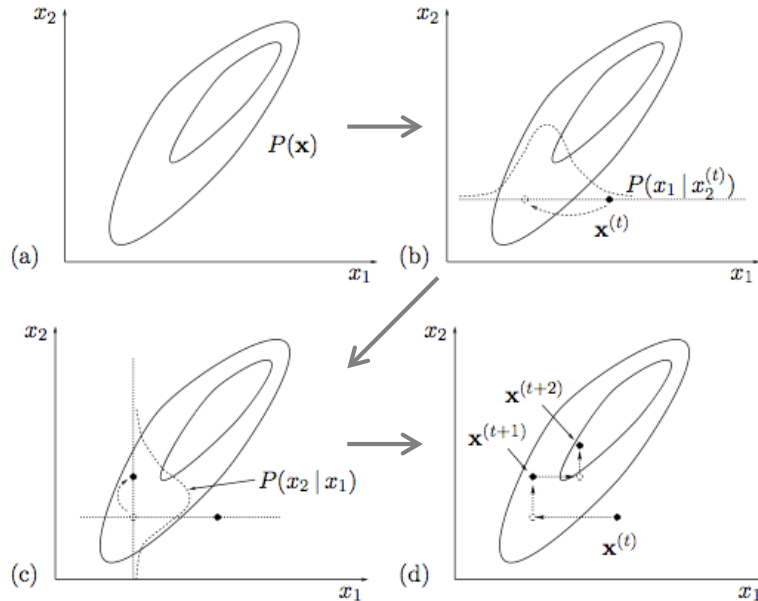 x₂
P(𝐱)
(a)
x₁
x₂
P(x₁ | x₂⁽ᵗ⁾)
𝐱⁽ᵗ⁾
(b)
x₁
x₂
P(x₂ | x₁)
(c)
x₁
x₂
𝐱⁽ᵗ⁺²⁾
𝐱⁽ᵗ⁺¹⁾
𝐱⁽ᵗ⁾
(d)
x₁